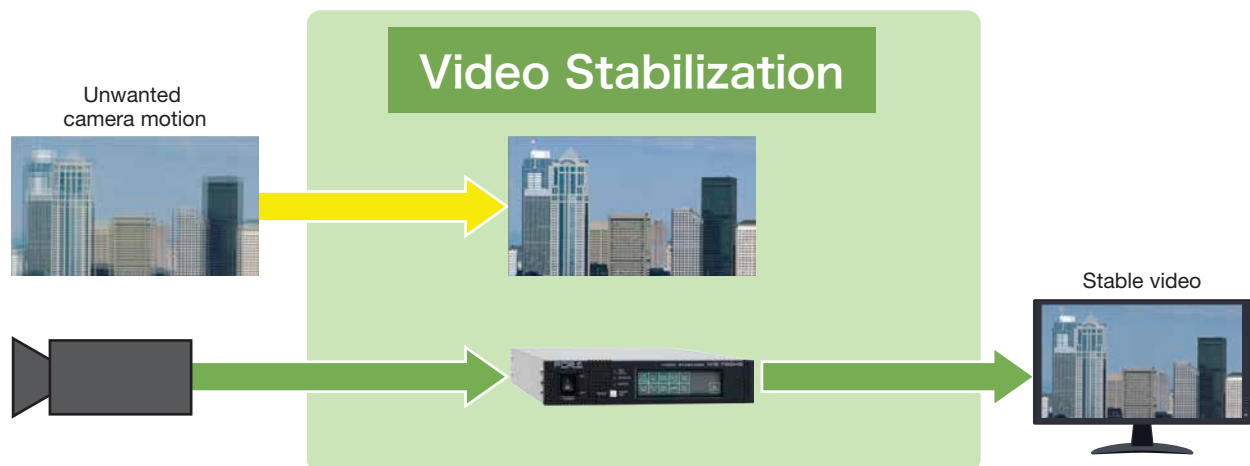 Video Stabilization
Unwanted
camera motion
Stable video